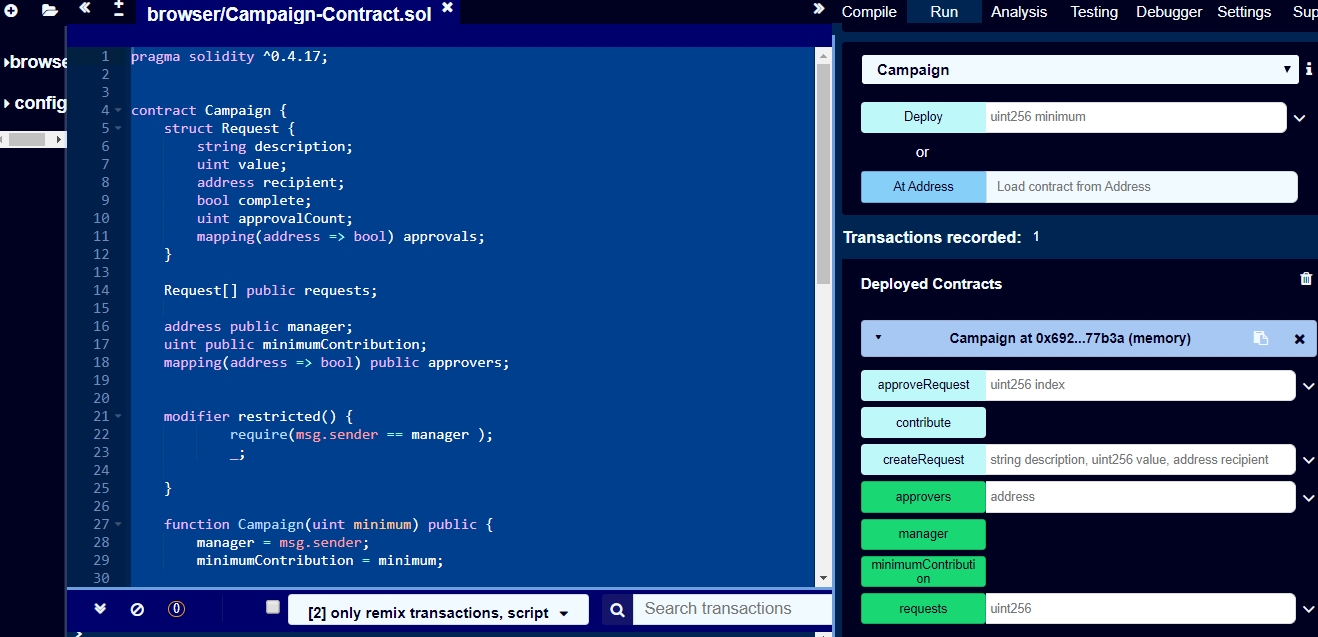 browser/Campaign-Contract.sol
browse
config
1 pragma solidity ^0.4.17;
2
3
4 contract Campaign {
5 struct Request {
6 string description;
7 uint value;
8 address recipient;
9 bool complete;
10 uint approvalCount;
11 mapping(address => bool) approvals;
12 }
13
14 Request[] public requests;
15
16 address public manager;
17 uint public minimumContribution;
18 mapping(address => bool) public approvers;
19
20
21 modifier restricted() {
22 require(msg.sender == manager );
23 _;
24
25 }
26
27 function Campaign(uint minimum) public {
28 manager = msg.sender;
29 minimumContribution = minimum;
30
0
[2] only remix transactions, script
Search transactions
Compile Run Analysis Testing Debugger Settings Sup
Campaign
Deploy uint256 minimum
or
At Address Load contract from Address
Transactions recorded: 1
Deployed Contracts
Campaign at 0x692...77b3a (memory)
approveRequest uint256 index
contribute
createRequest string description, uint256 value, address recipient
approvers address
manager
minimumContributi
on
requests uint256